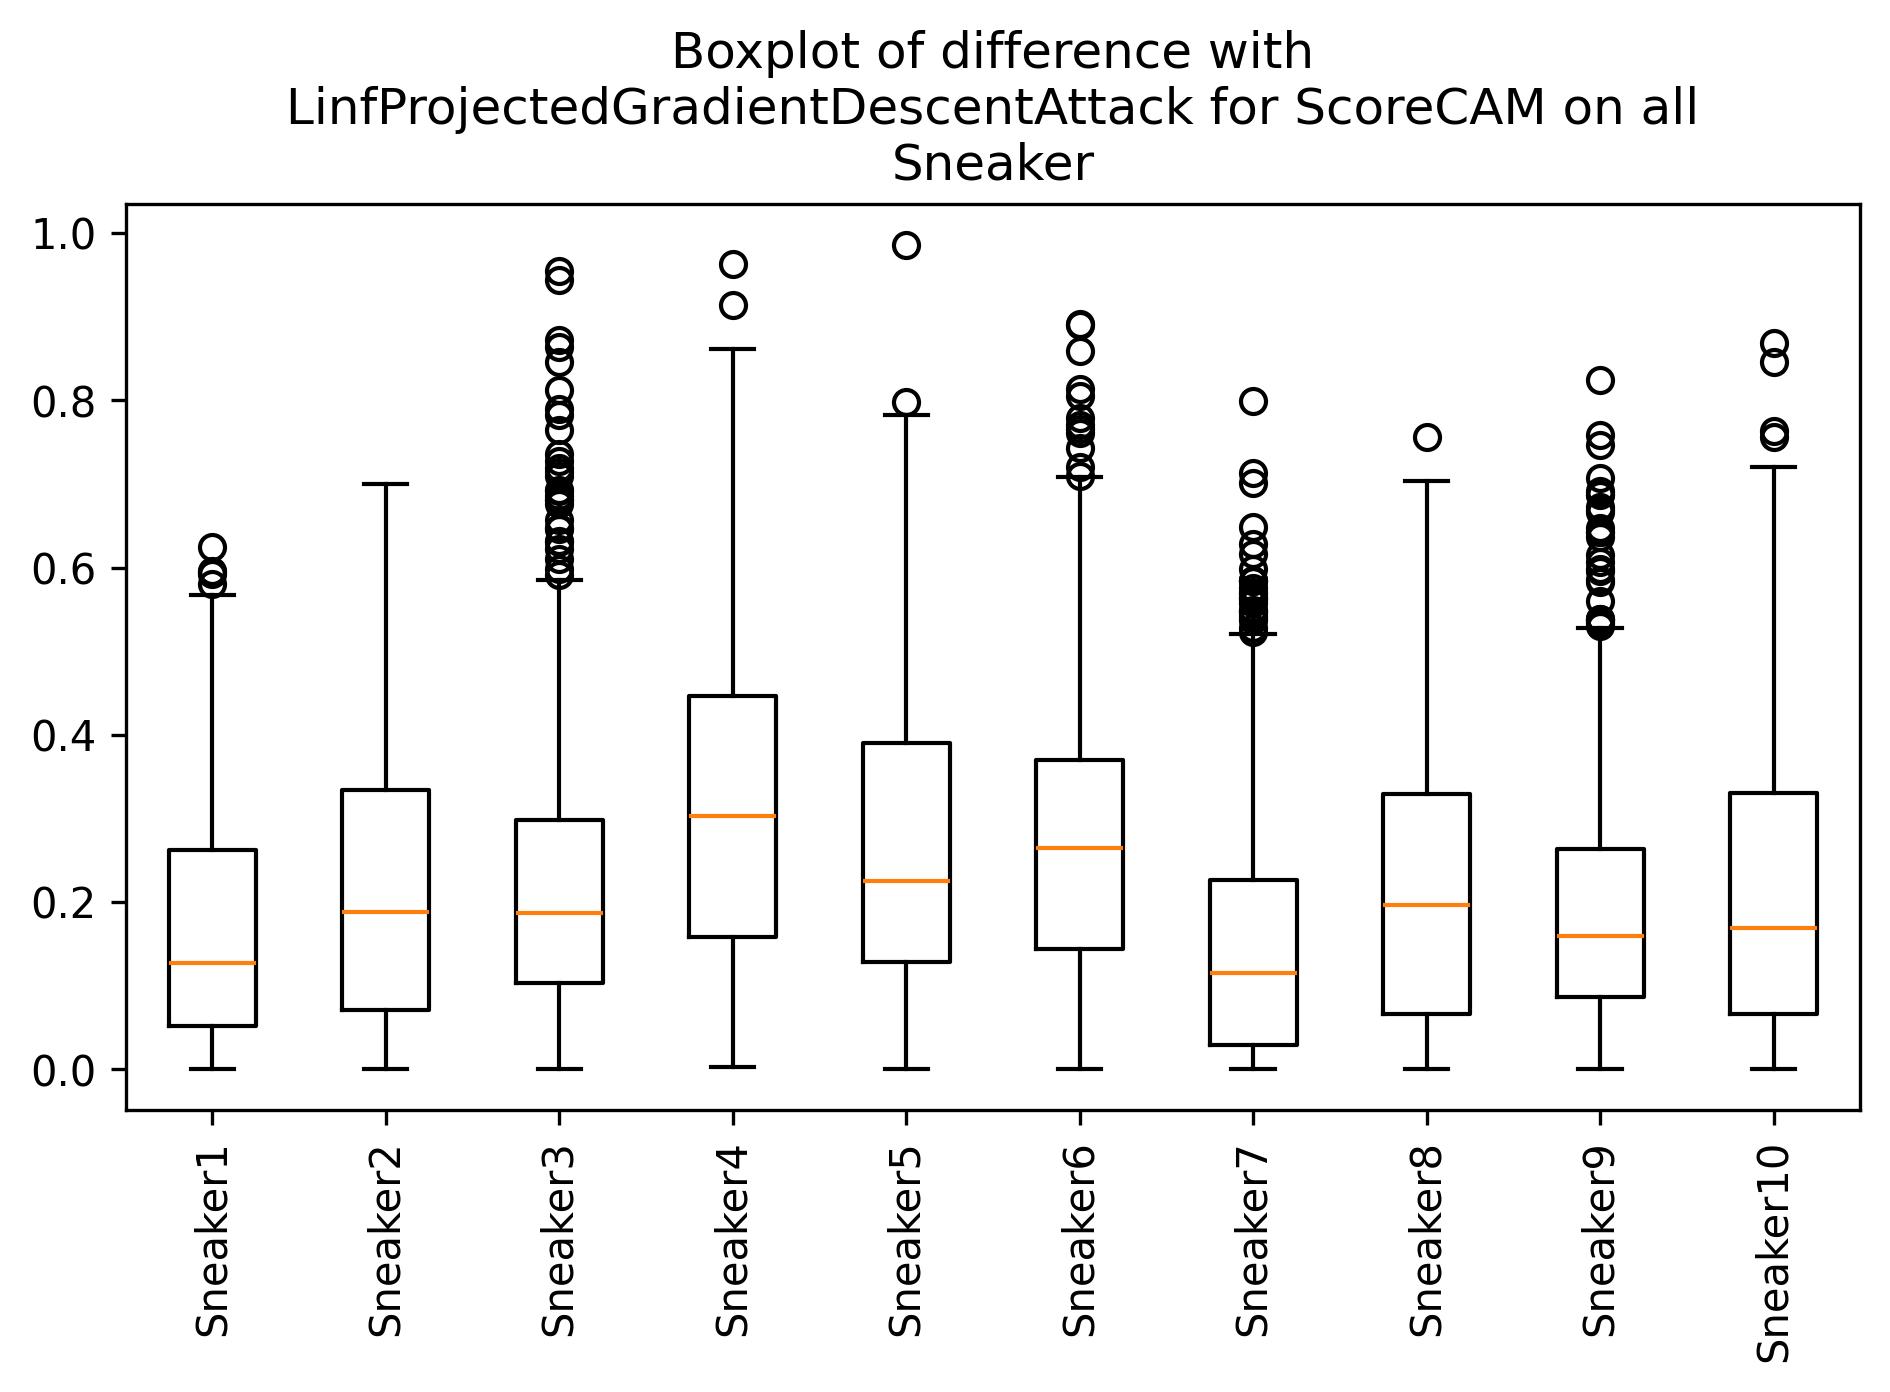 Boxplot of difference with
LinfProjectedGradientDescentAttack for ScoreCAM on all
Sneaker
1.0
0.8
0.6
0.4
0.2
0.0
Sneaker1
Sneaker2
Sneaker3
Sneaker4
Sneaker5
Sneaker6
Sneaker7
Sneaker8
Sneaker9
Sneaker10